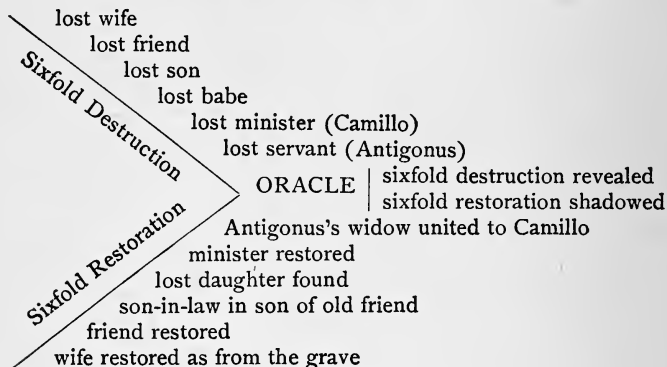 lost wife
lost friend
lost son
lost babe
lost minister (Camillo)
lost servant (Antigonus)
Sixfold Destruction
ORACLE | sixfold destruction revealed
sixfold restoration shadowed
Sixfold Restoration
Antigonus's widow united to Camillo
minister restored
lost daughter found
son-in-law in son of old friend
friend restored
wife restored as from the grave